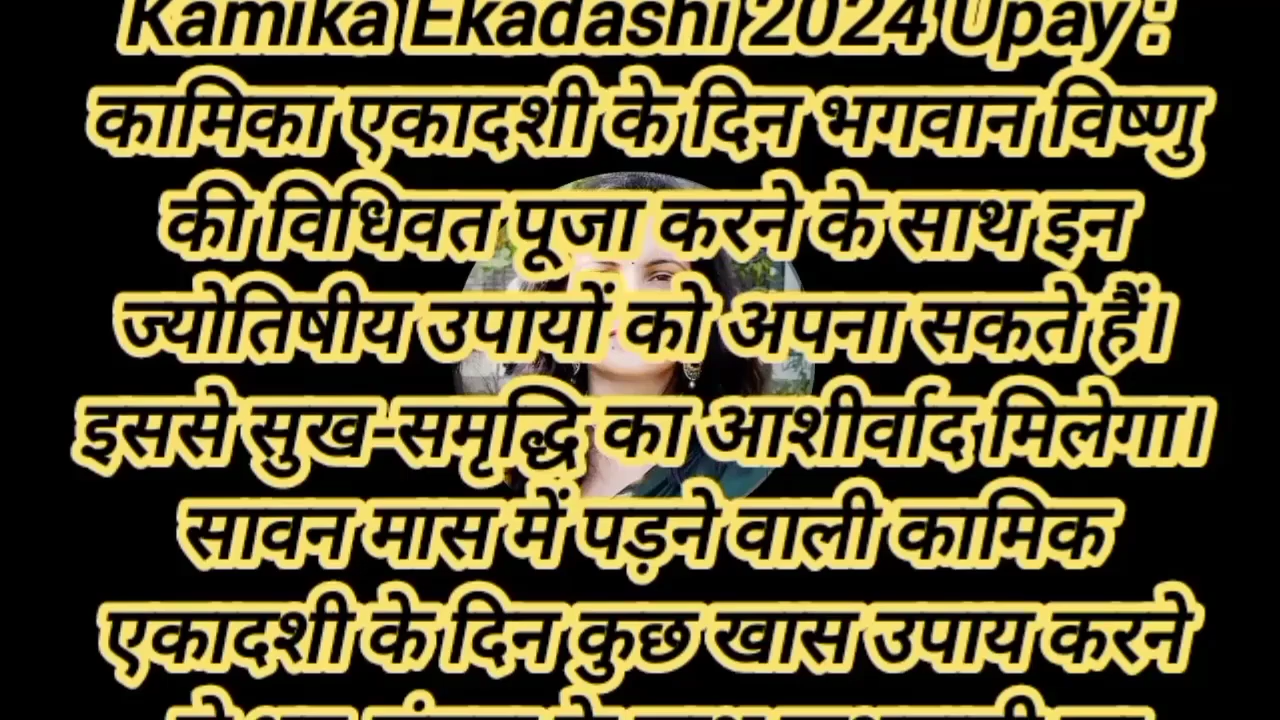 Kamika Ekadashi 2024 Upay :
कामिका एकादशी के दिन भगवान विष्णु
की विधिवत पूजा करने के साथ इन
ज्योतिषीय उपायों को अपना सकते हैं।
इससे सुख-समृद्धि का आशीर्वाद मिलेगा।
सावन मास में पड़ने वाली कामिक
एकादशी के दिन कुछ खास उपाय करने